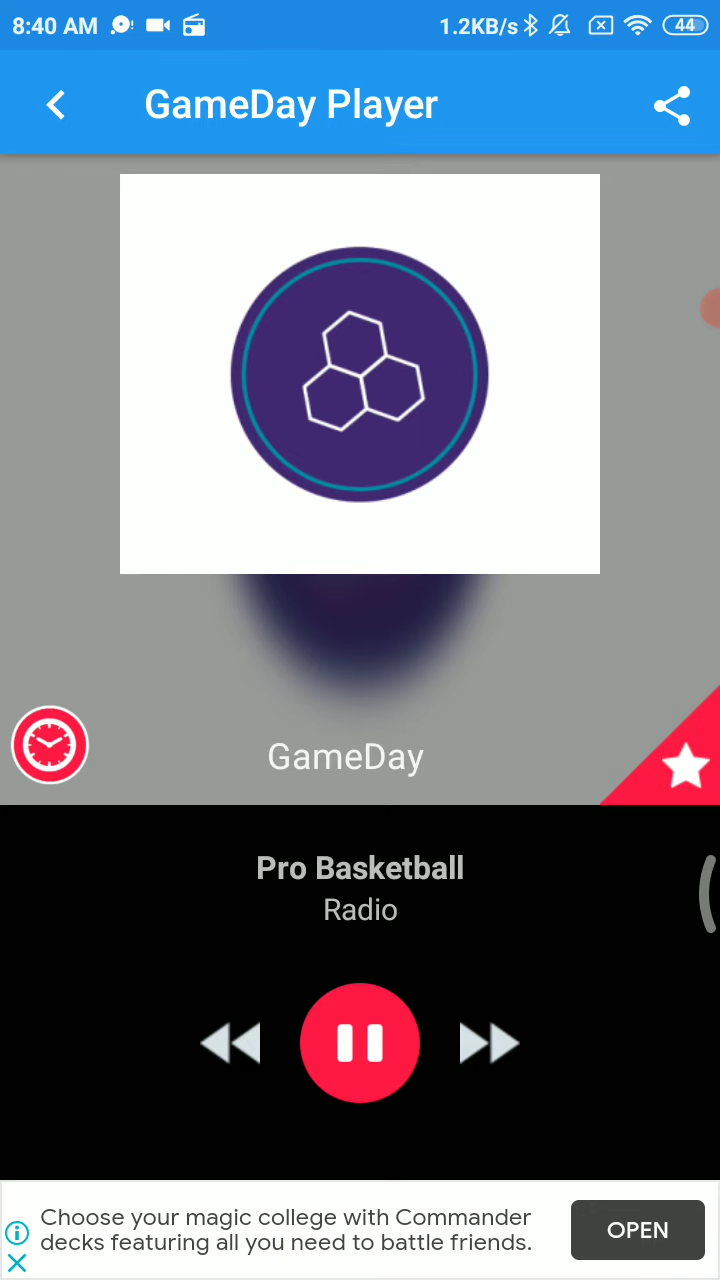 8:40 AM
1.2KB/s
44
GameDay Player
GameDay
Pro Basketball
Radio
Choose your magic college with Commander
decks featuring all you need to battle friends.
OPEN